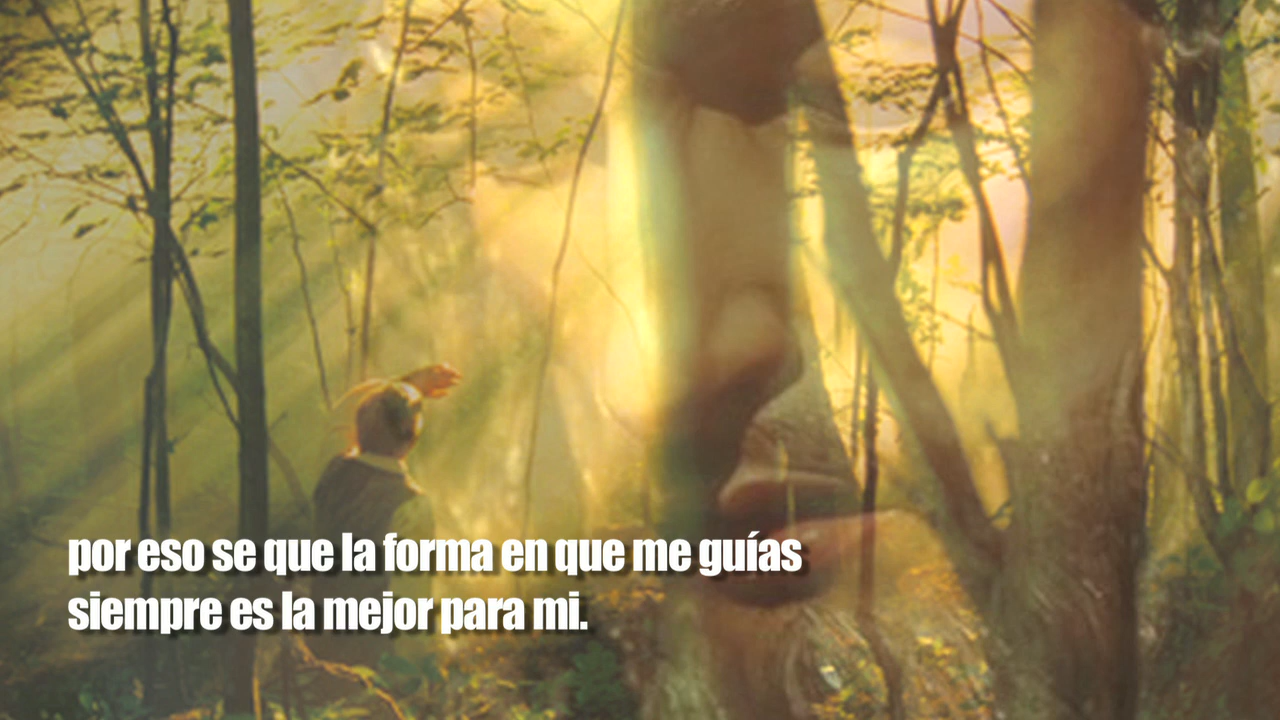 por eso se que la forma en que me guías
siempre es la mejor para mi.